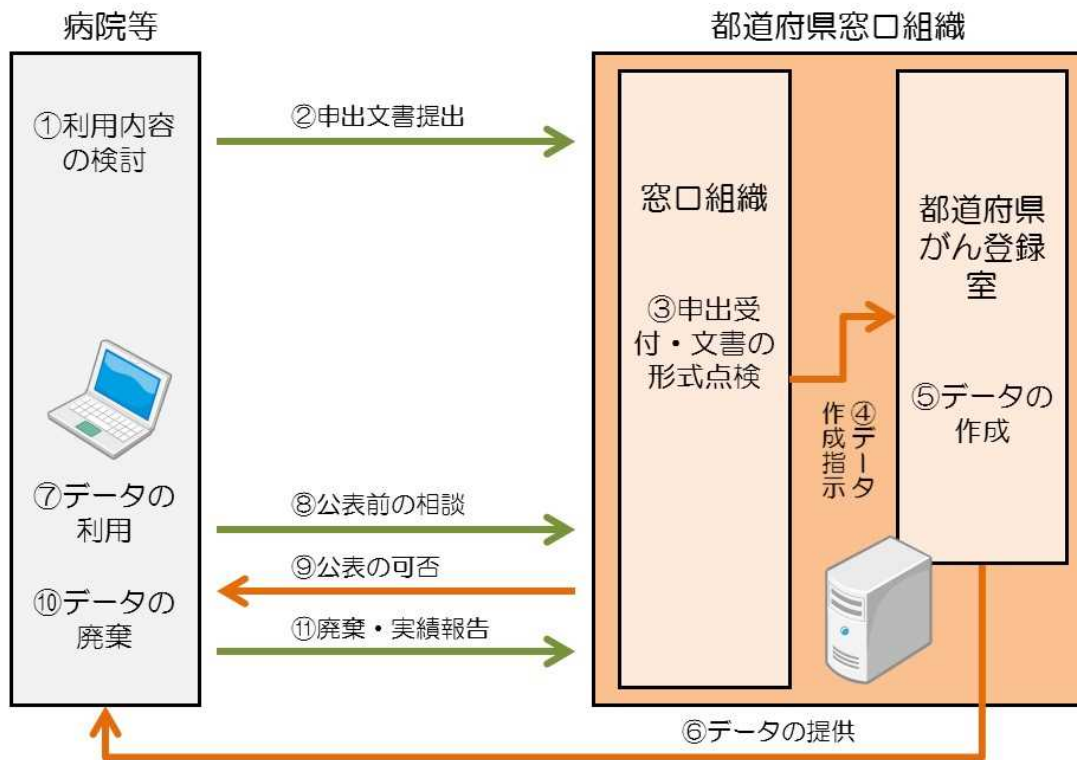 病院等
①利用内容
の検討
⑦データの
利用
⑩データの
廃棄
②申出文書提出
⑧公表前の相談
⑨公表の可否
⑪廃棄・実績報告
都道府県窓口組織
窓口組織
③申出受
付・文書の
形式点検
④データ
作成指示
都道府県
がん登録
室
⑤データの
作成
⑥データの提供